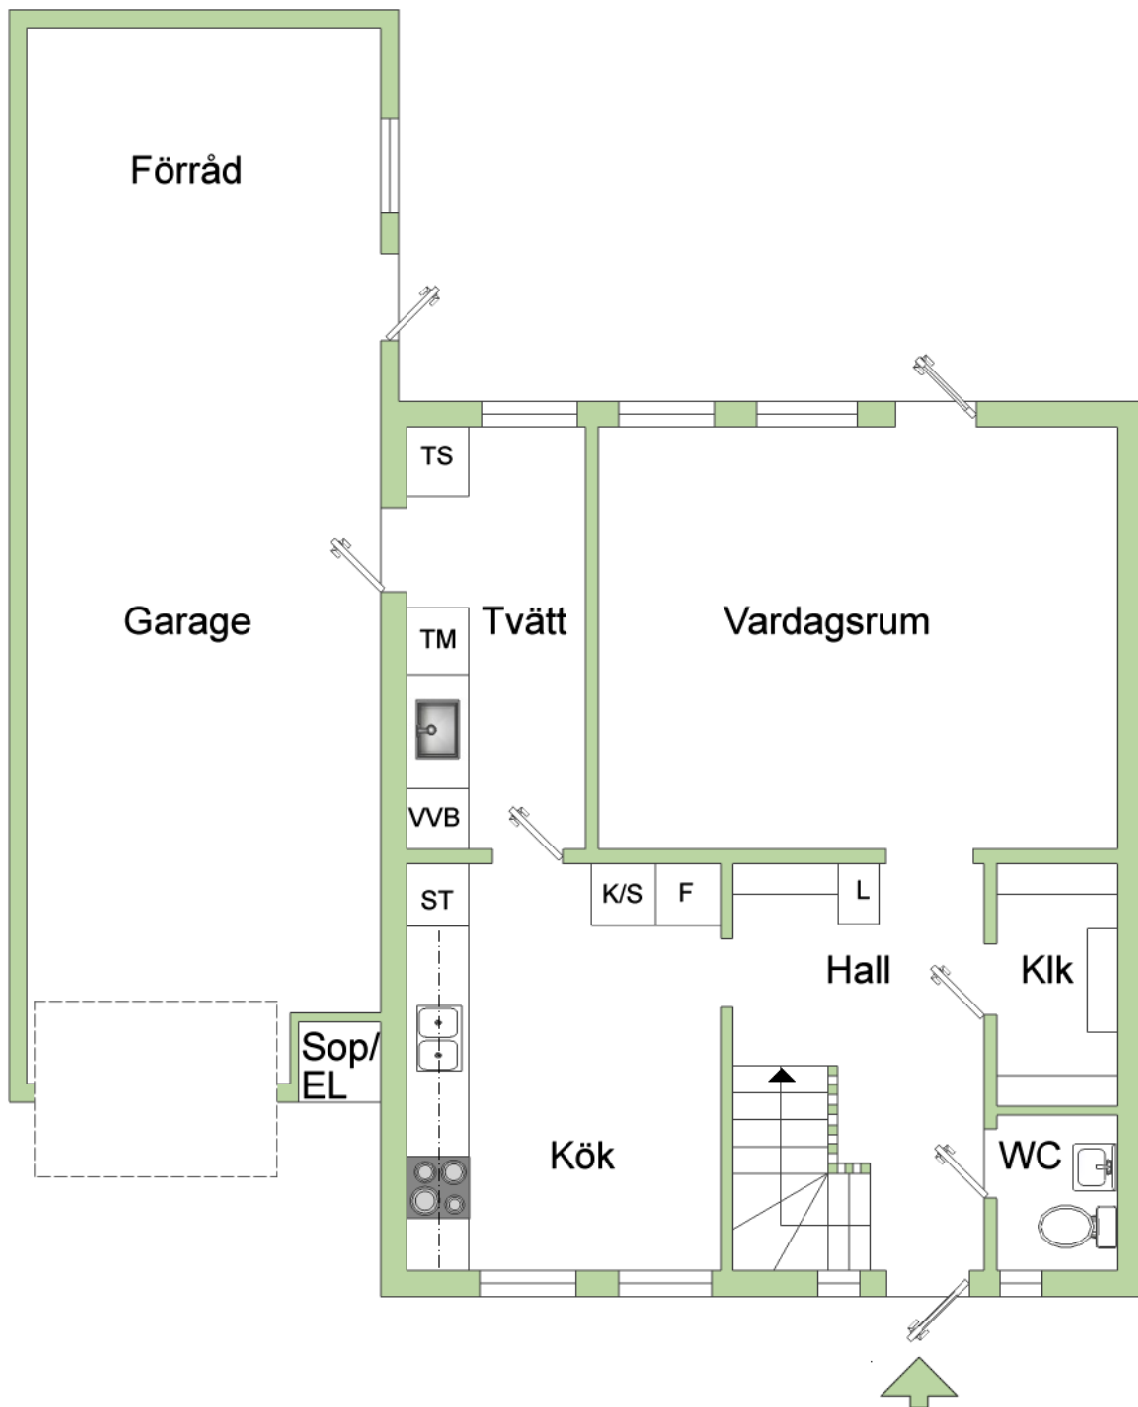 Förråd
TS
Garage
TM
Tvätt
Vardagsrum
VVB
ST
K/S
F
L
Hall
Klk
Sop/
EL
Kök
WC